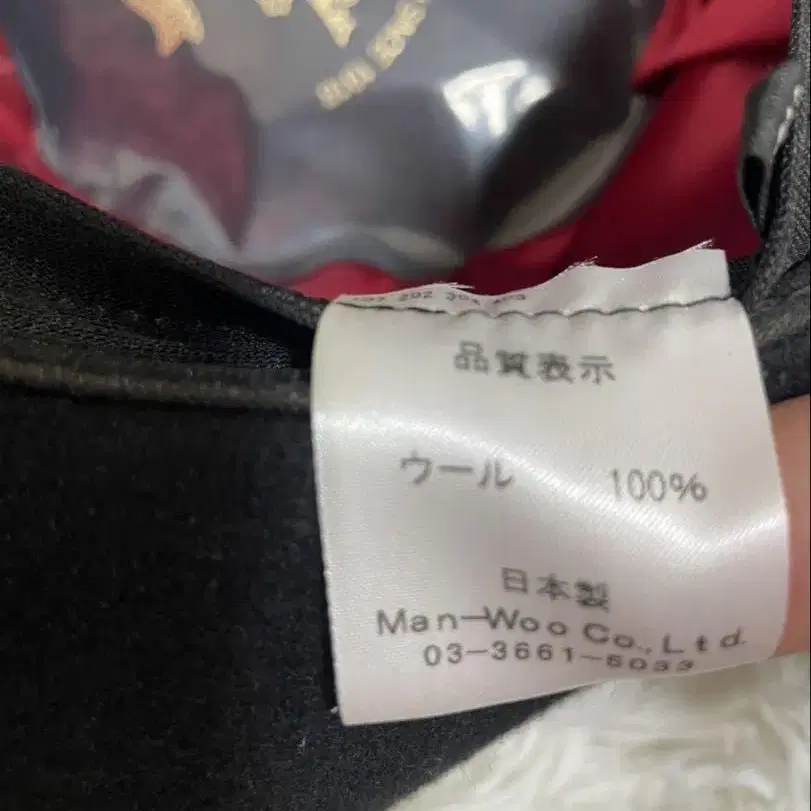 品質表示
ウール 100%
日本製
Man-Woo Co., Ltd.
03-3661-6033